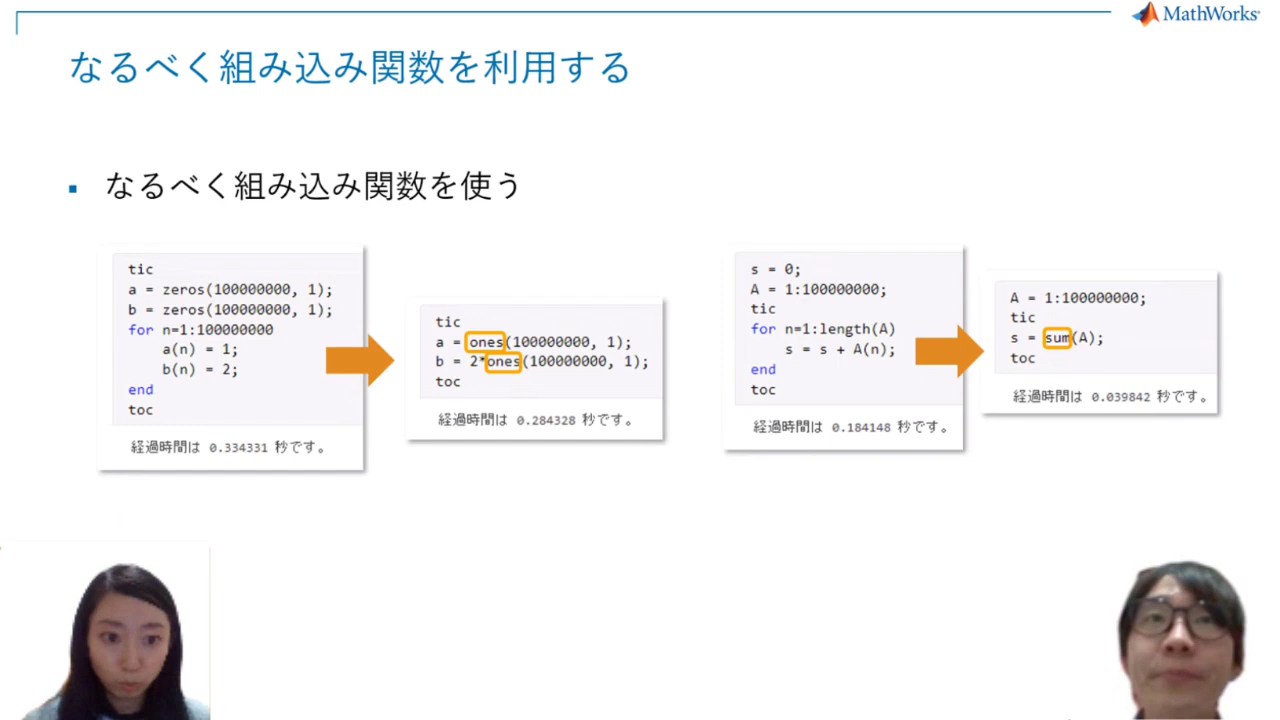 MathWorks
なるべく組み込み関数を利用する
なるべく組み込み関数を使う
tic
a = zeros(100000000, 1);
b = zeros(100000000, 1);
for n=1:100000000
a(n) = 1;
b(n) = 2;
end
toc
経過時間は 0.334331 秒です。
tic
a = ones(100000000, 1);
b = 2*ones(100000000, 1);
toc
経過時間は 0.284328 秒です。
s = 0;
A = 1:100000000;
tic
for n=1:length(A)
s = s + A(n);
end
toc
経過時間は 0.184148 秒です。
A = 1:100000000;
tic
s = sum(A);
toc
経過時間は 0.039842 秒です。